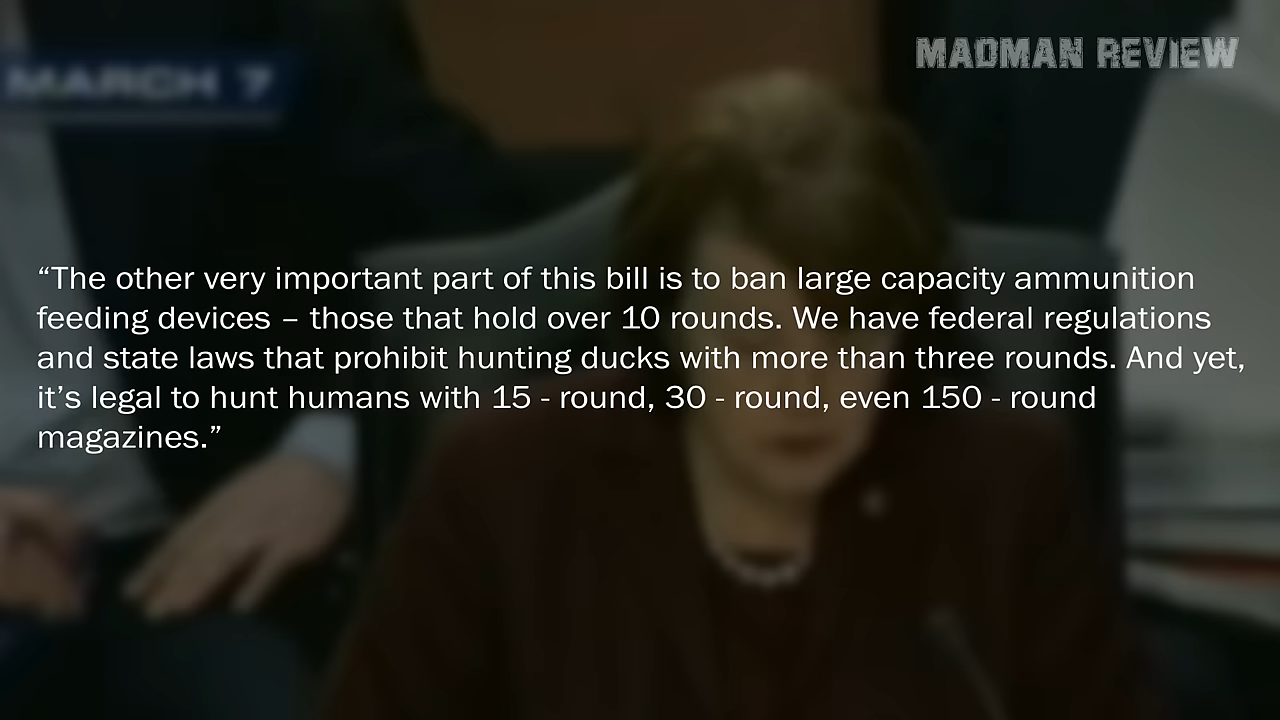 MARCH 7
MADMAN REVIEW
“The other very important part of this bill is to ban large capacity ammunition
feeding devices – those that hold over 10 rounds. We have federal regulations
and state laws that prohibit hunting ducks with more than three rounds. And yet,
it’s legal to hunt humans with 15 - round, 30 - round, even 150 - round
magazines.”